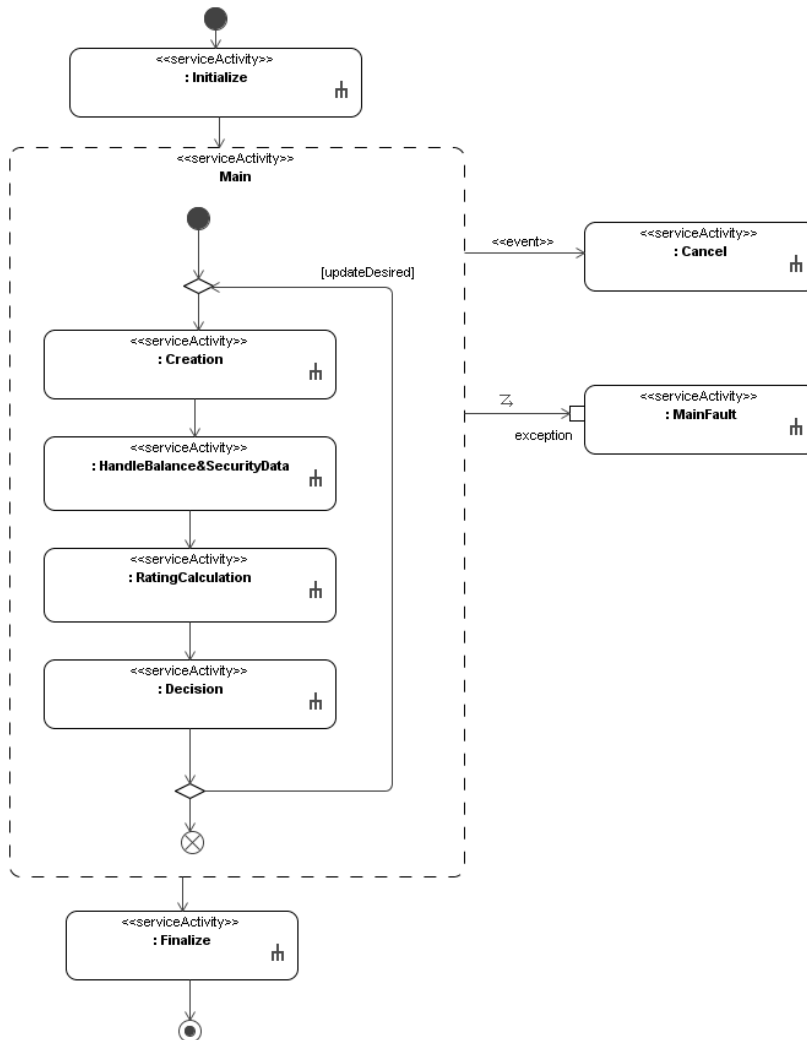 <<serviceActivity>>
: Initialize
<<serviceActivity>>
Main
[updateDesired]
<<serviceActivity>>
: Creation
<<serviceActivity>>
: HandleBalance&SecurityData
<<serviceActivity>>
: RatingCalculation
<<serviceActivity>>
: Decision
<<event>>
<<serviceActivity>>
: Cancel
exception
<<serviceActivity>>
: MainFault
<<serviceActivity>>
: Finalize